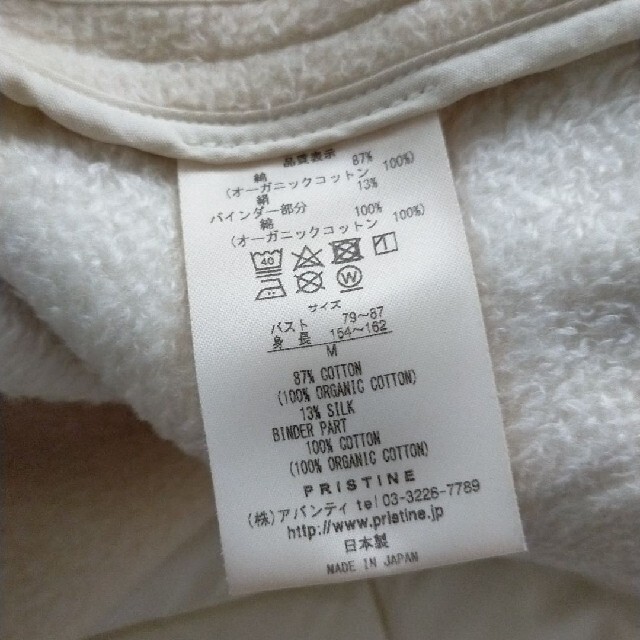 品質表示
綿 87%
(オーガニックコットン 100%)
絹 13%
バインダー部分
綿 100%
(オーガニックコットン 100%)
40
W
サイズ
バスト 79~87
身長 154~162
M
87% COTTON
(100% ORGANIC COTTON)
13% SILK
BINDER PART
100% COTTON
(100% ORGANIC COTTON)
PRISTINE
(株)アバンティ tel 03-3226-7789
http://www.pristine.jp
日本製
MADE IN JAPAN